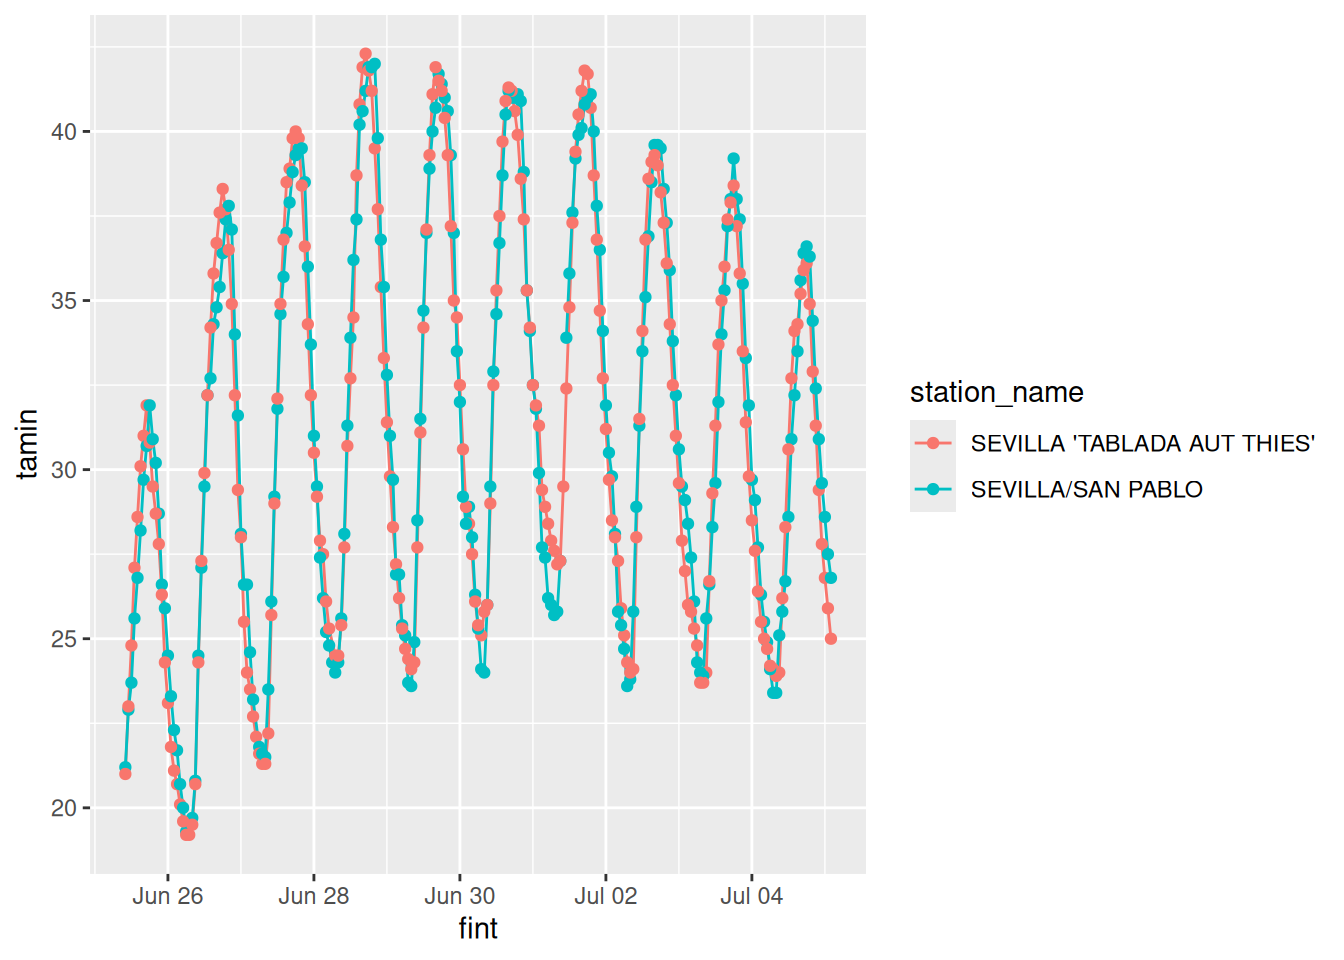 tamin
40
35
30
25
20
Jun 26
Jun 28
Jun 30
Jul 02
Jul 04
fint
station_name
SEVILLA 'TABLADA AUT THIES'
SEVILLA/SAN PABLO